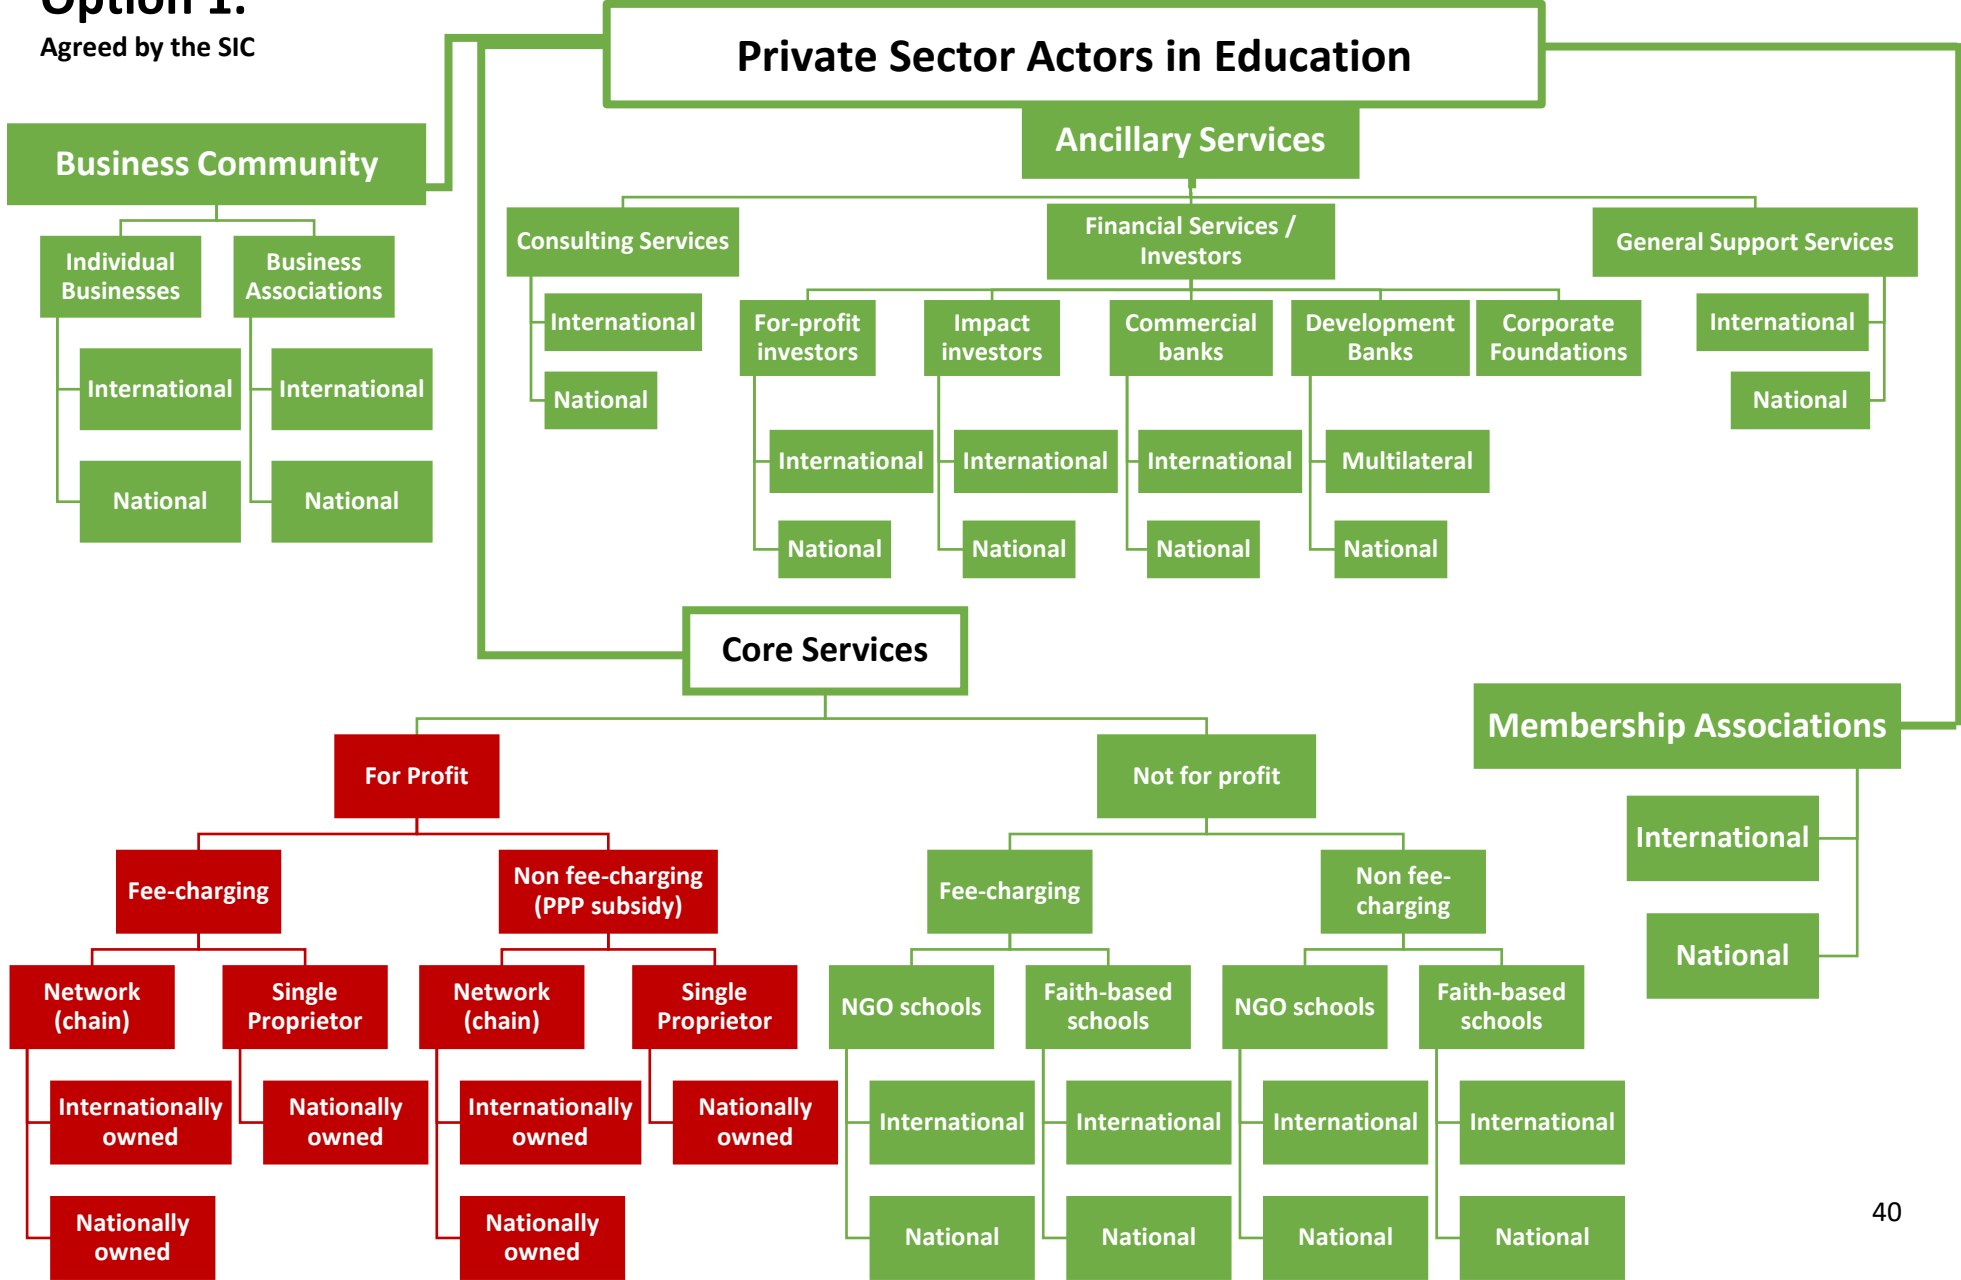 Option 1:
Agreed by the SIC
Private Sector Actors in Education
Ancillary Services
Business Community
Consulting Services
Financial Services /
Investors
General Support Services
Individual
Businesses
Business
Associations
International
National
International
National
International
National
For-profit
investors
Impact
investors
Commercial
banks
Development
Banks
Corporate
Foundations
International
National
International
National
International
National
Multilateral
National
International
National
Core Services
Membership Associations
International
National
For Profit
Not for profit
Fee-charging
Non fee-charging
(PPP subsidy)
Fee-charging
Non fee-
charging
Network
(chain)
Single
Proprietor
Network
(chain)
Single
Proprietor
NGO schools
Faith-based
schools
NGO schools
Faith-based
schools
Internationally
owned
Nationally
owned
Internationally
owned
Nationally
owned
International
International
International
International
Nationally
owned
Nationally
owned
National
National
National
National
40